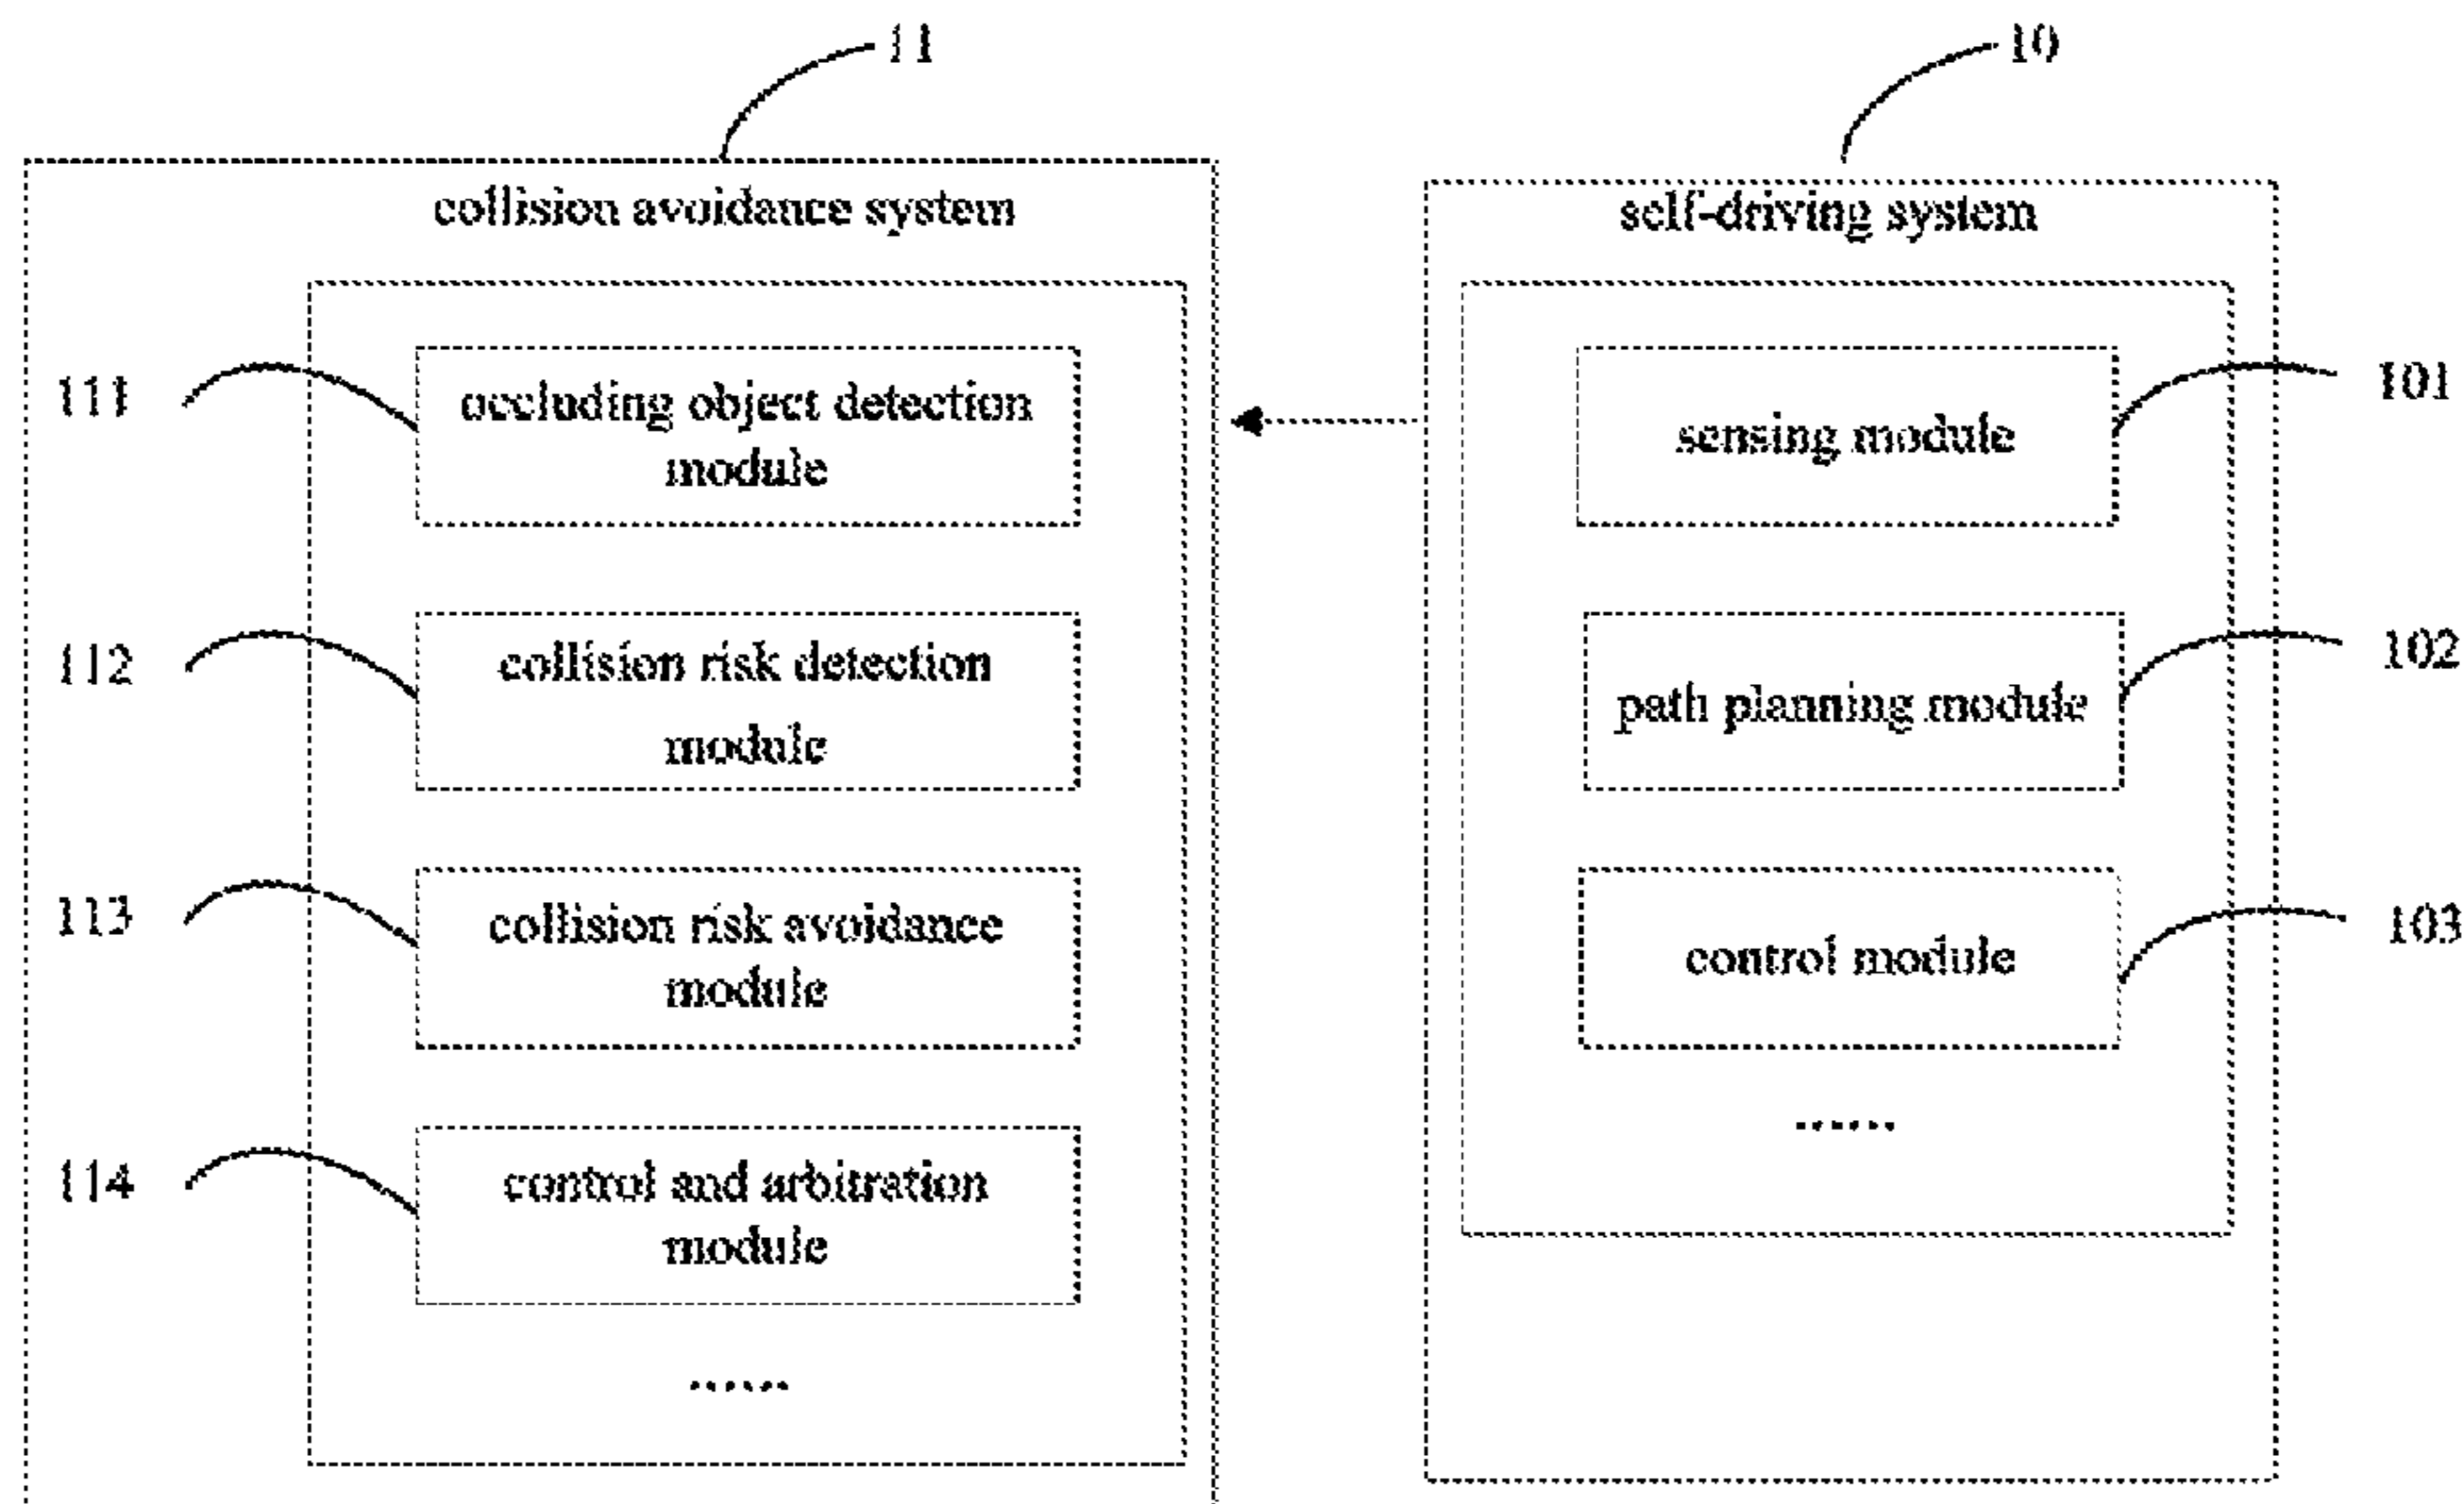 11
10
collision avoidance system
self-driving system
111
occluding object detection
module
sensing module
101
112
collision risk detection
module
path planning module
102
113
collision risk avoidance
module
control module
103
......
114
control and arbitration
module
......